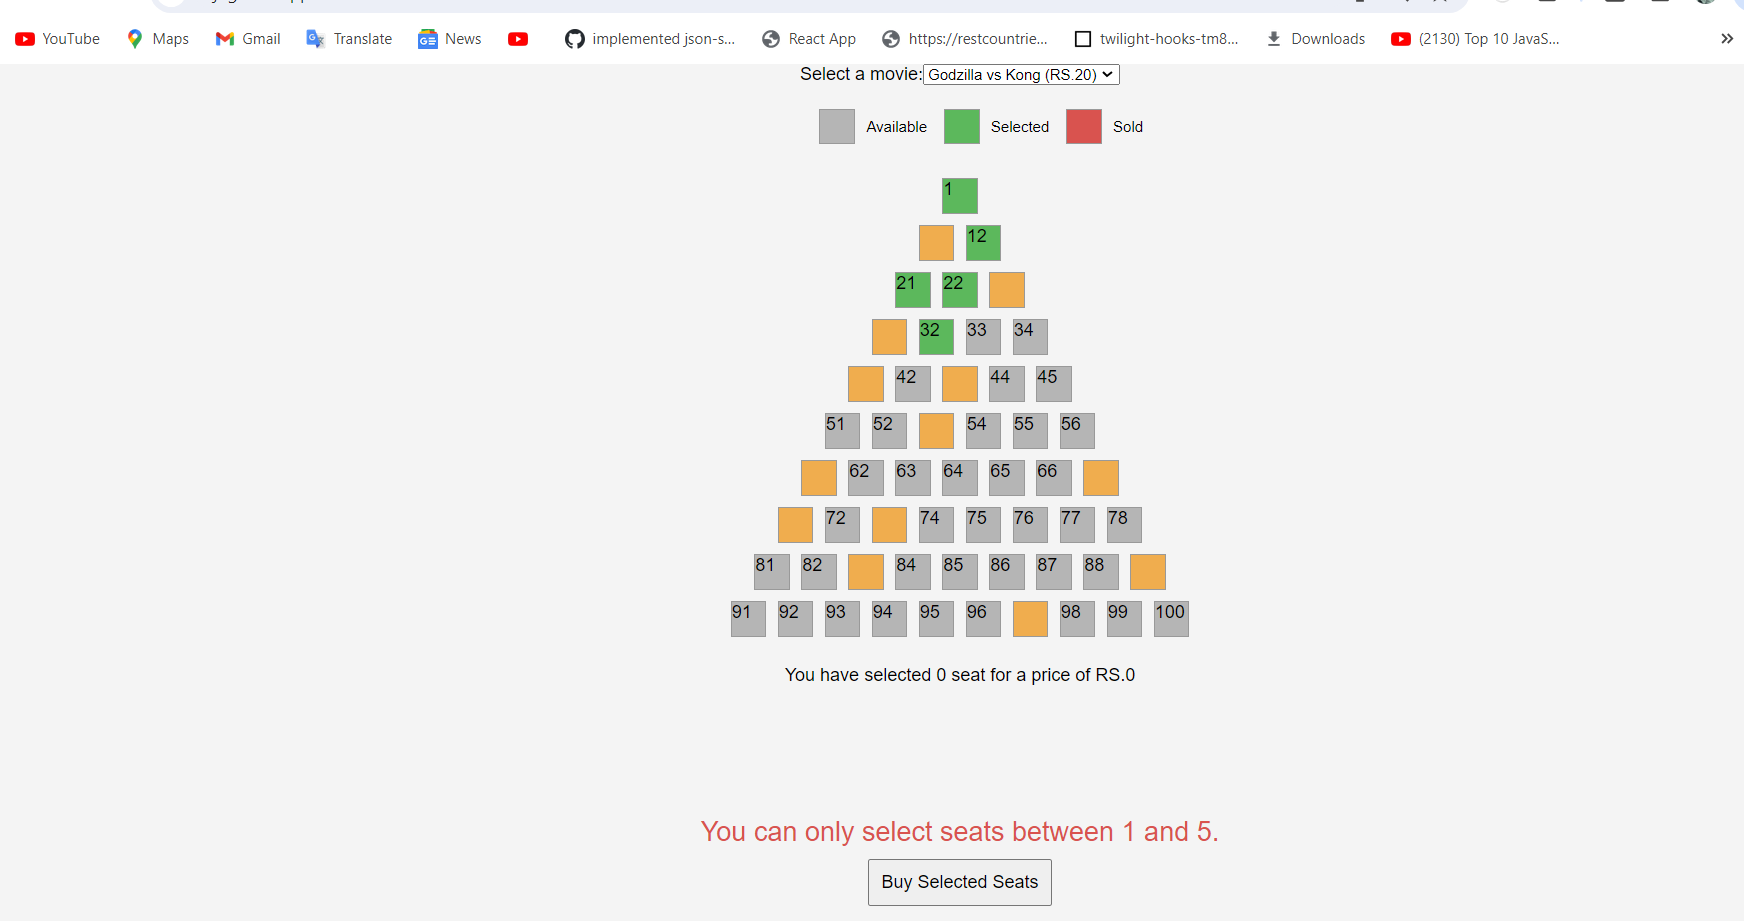 YouTube Maps Gmail Translate News implemented json-s... React App https://restcountrie... twilight-hooks-tm8... Downloads (2130) Top 10 JavaS... »
Select a movie: Godzilla vs Kong (RS.20)
Available Selected Sold
1
12
21 22
32 33 34
42 44 45
51 52 54 55 56
62 63 64 65 66
72 74 75 76 77 78
81 82 84 85 86 87 88
91 92 93 94 95 96 98 99 100
You have selected 0 seat for a price of RS.0
You can only select seats between 1 and 5.
Buy Selected Seats